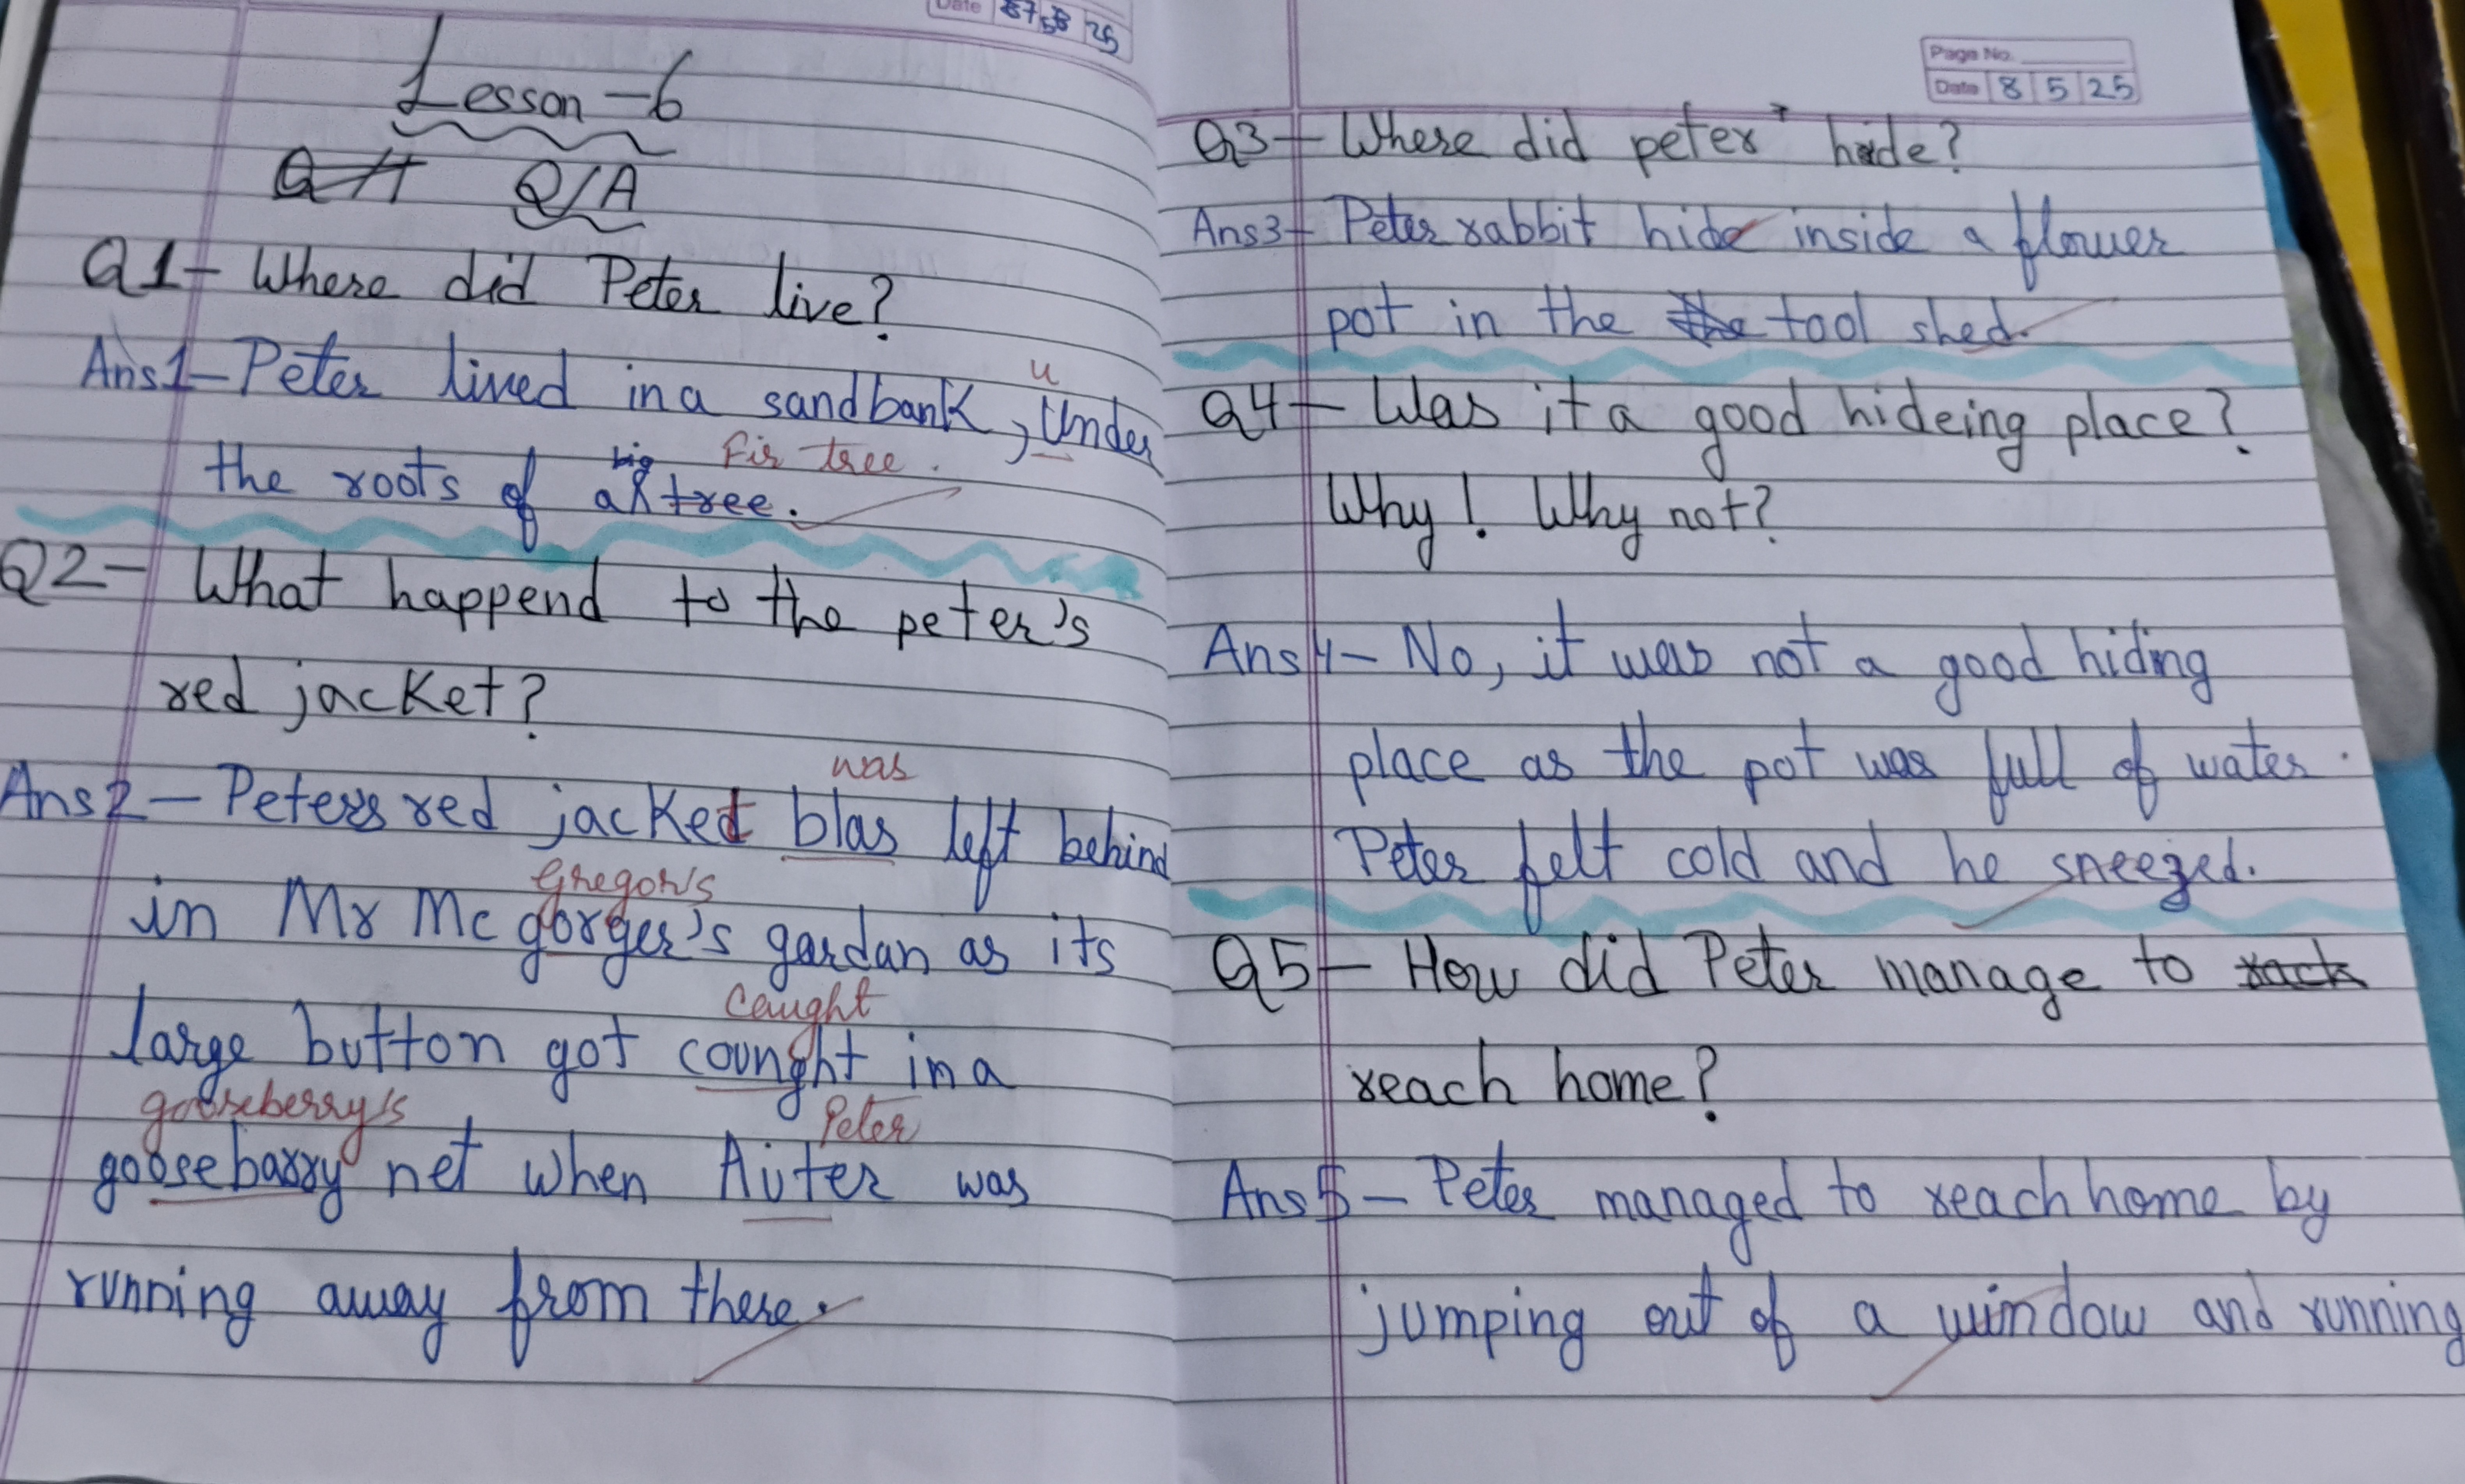 Date 7 5 25
Lesson-6
Q/A
Q1- Where did Peter live?
Ans1- Peter lived in a sandbank, Under
u
the roots of a big tree.
Fir tree.
Q2- What happend to the peter's
red jacket?
Ans2- Peters red jacket blas left behind
was
in Mr Mc gorger's gardan as its
Gregor's
large button got counght in a
caught
goosebarry net when Auter was
gooseberry's Peter
running away from there.
Page No.
Date 8 5 25
Q3- Where did peter hide?
Ans3- Peter rabbit hide inside a flower
pot in the the tool shed.
Q4- Was it a good hideing place?
Why! Why not?
Ans4- No, it was not a good hiding
place as the pot was full of water.
Peter felt cold and he sneezed.
Q5- How did Peter manage to rack
reach home?
Ans5- Peter managed to reach home by
jumping out of a window and running